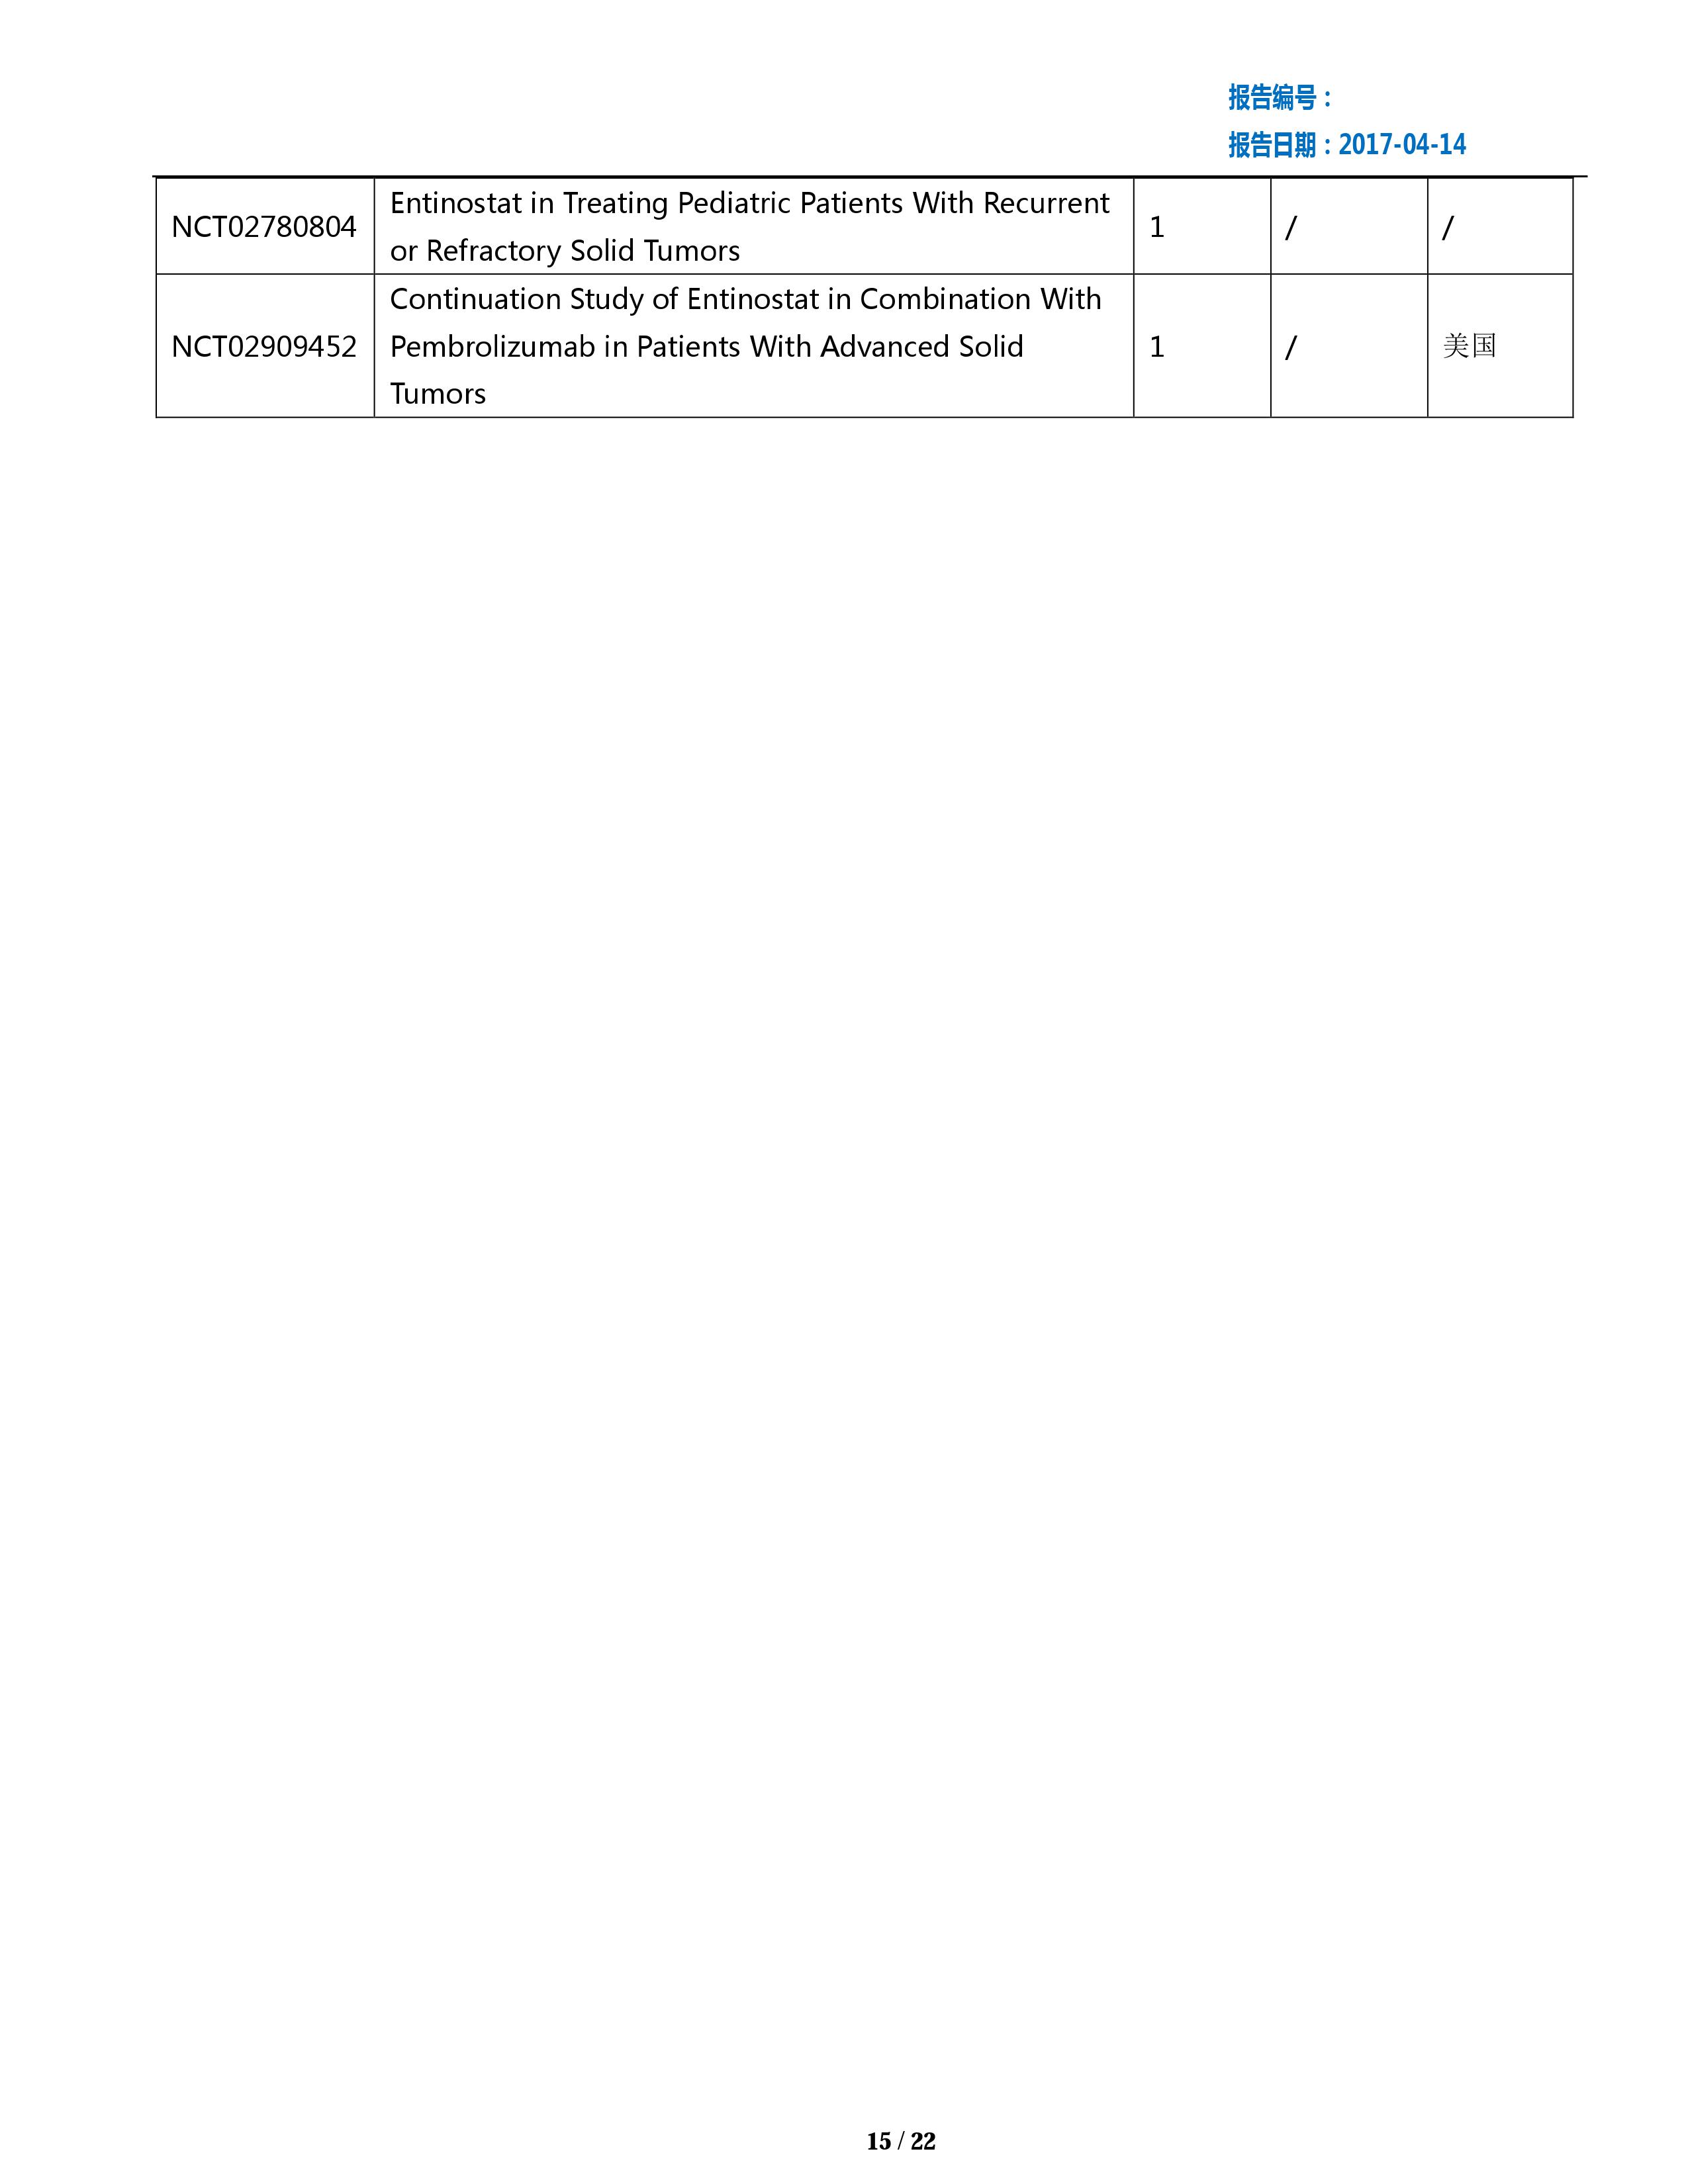 报告编号：
报告日期：2017-04-14
NCT02780804
Entinostat in Treating Pediatric Patients With Recurrent
or Refractory Solid Tumors
1
/
/
NCT02909452
Continuation Study of Entinostat in Combination With
Pembrolizumab in Patients With Advanced Solid
Tumors
1
/
美国
15 / 22